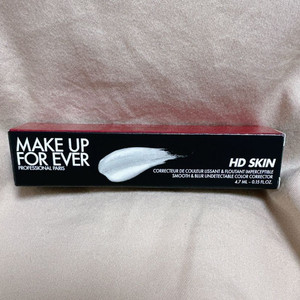 MAKE UP
FOR EVER
PROFESSIONAL PARIS
HD SKIN
CORRECTEUR DE COULEUR LISSANT & FLOUTANT IMPERCEPTIBLE
SMOOTH & BLUR UNDETECTABLE COLOR CORRECTOR
4.7 ML - 0.15 FL.OZ.